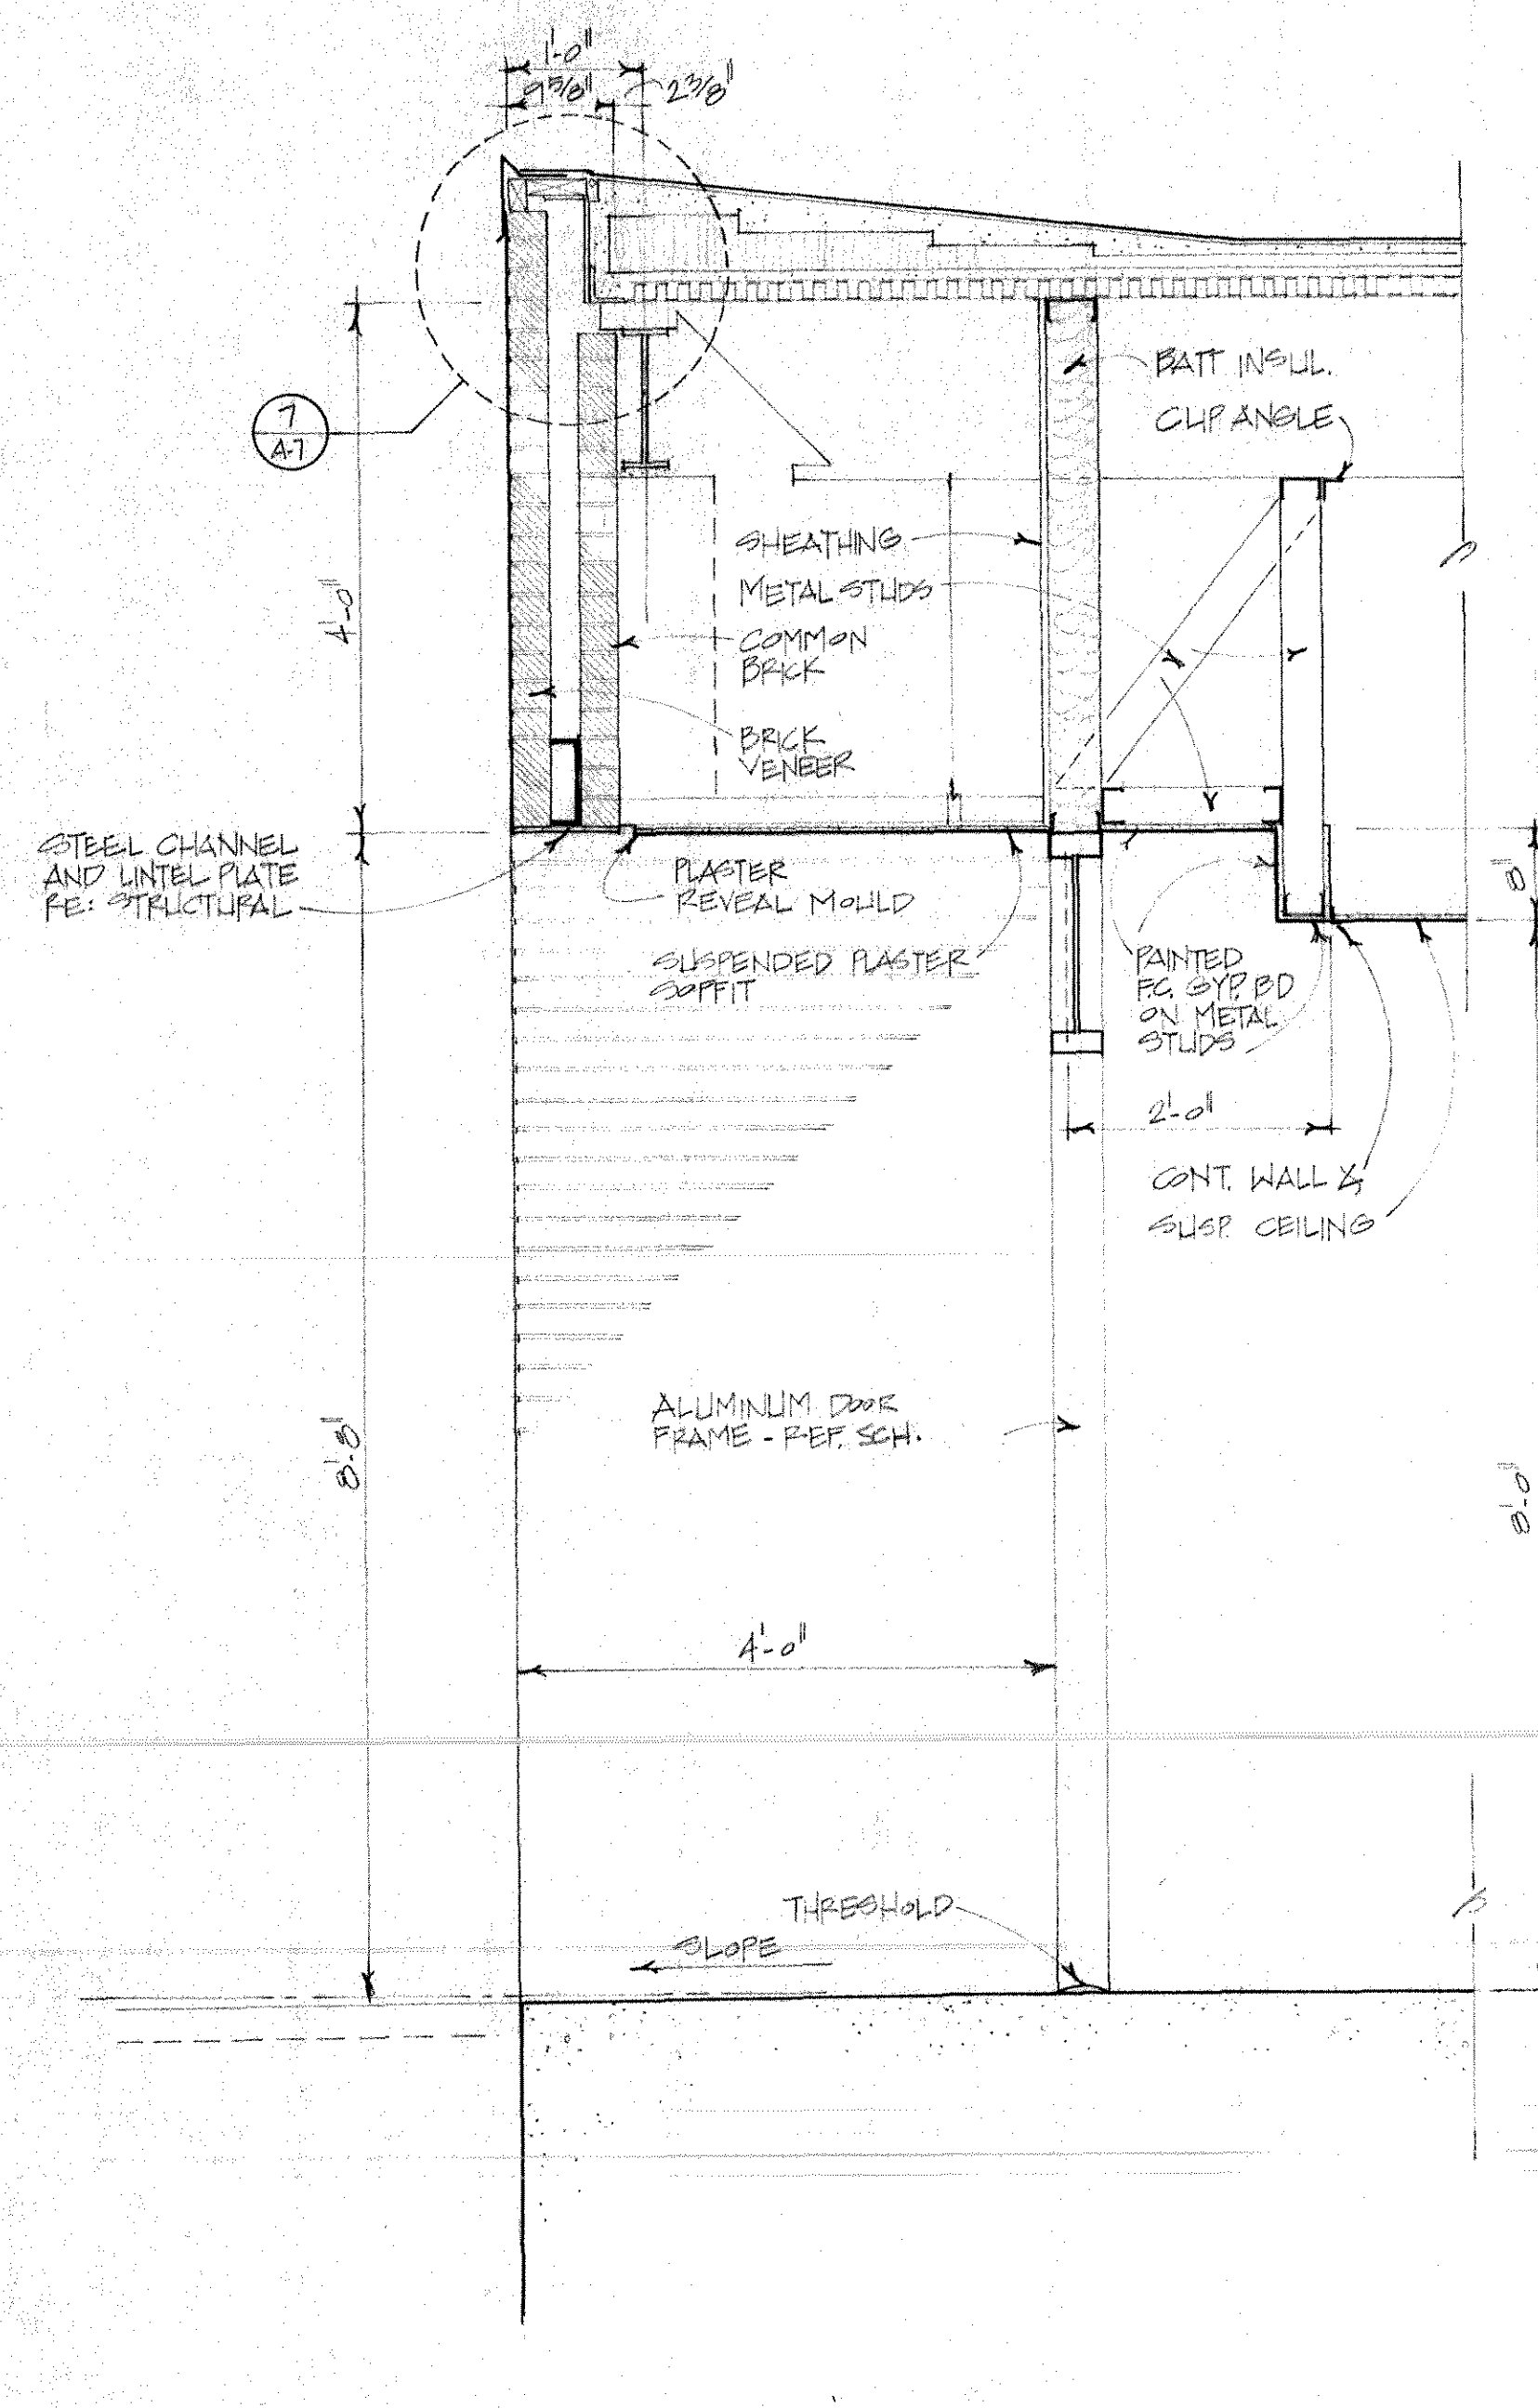 1'-0"
9 5/8"
2 3/8"
BATT INSUL.
CLIP ANGLE
7
A-7
SHEATHING
METAL STUDS
4'-0"
COMMON
BRICK
BRICK
VENEER
STEEL CHANNEL
AND LINTEL PLATE
RE: STRUCTURAL
PLASTER
REVEAL MOULD
8"
SUSPENDED PLASTER
SOFFIT
PAINTED
F.C. GYP. BD
ON METAL
STUDS
2'-0"
CONT. WALL &
SUSP. CEILING
ALUMINUM DOOR
FRAME - REF. SCH.
8'-8"
8'-0"
4'-0"
THRESHOLD
SLOPE